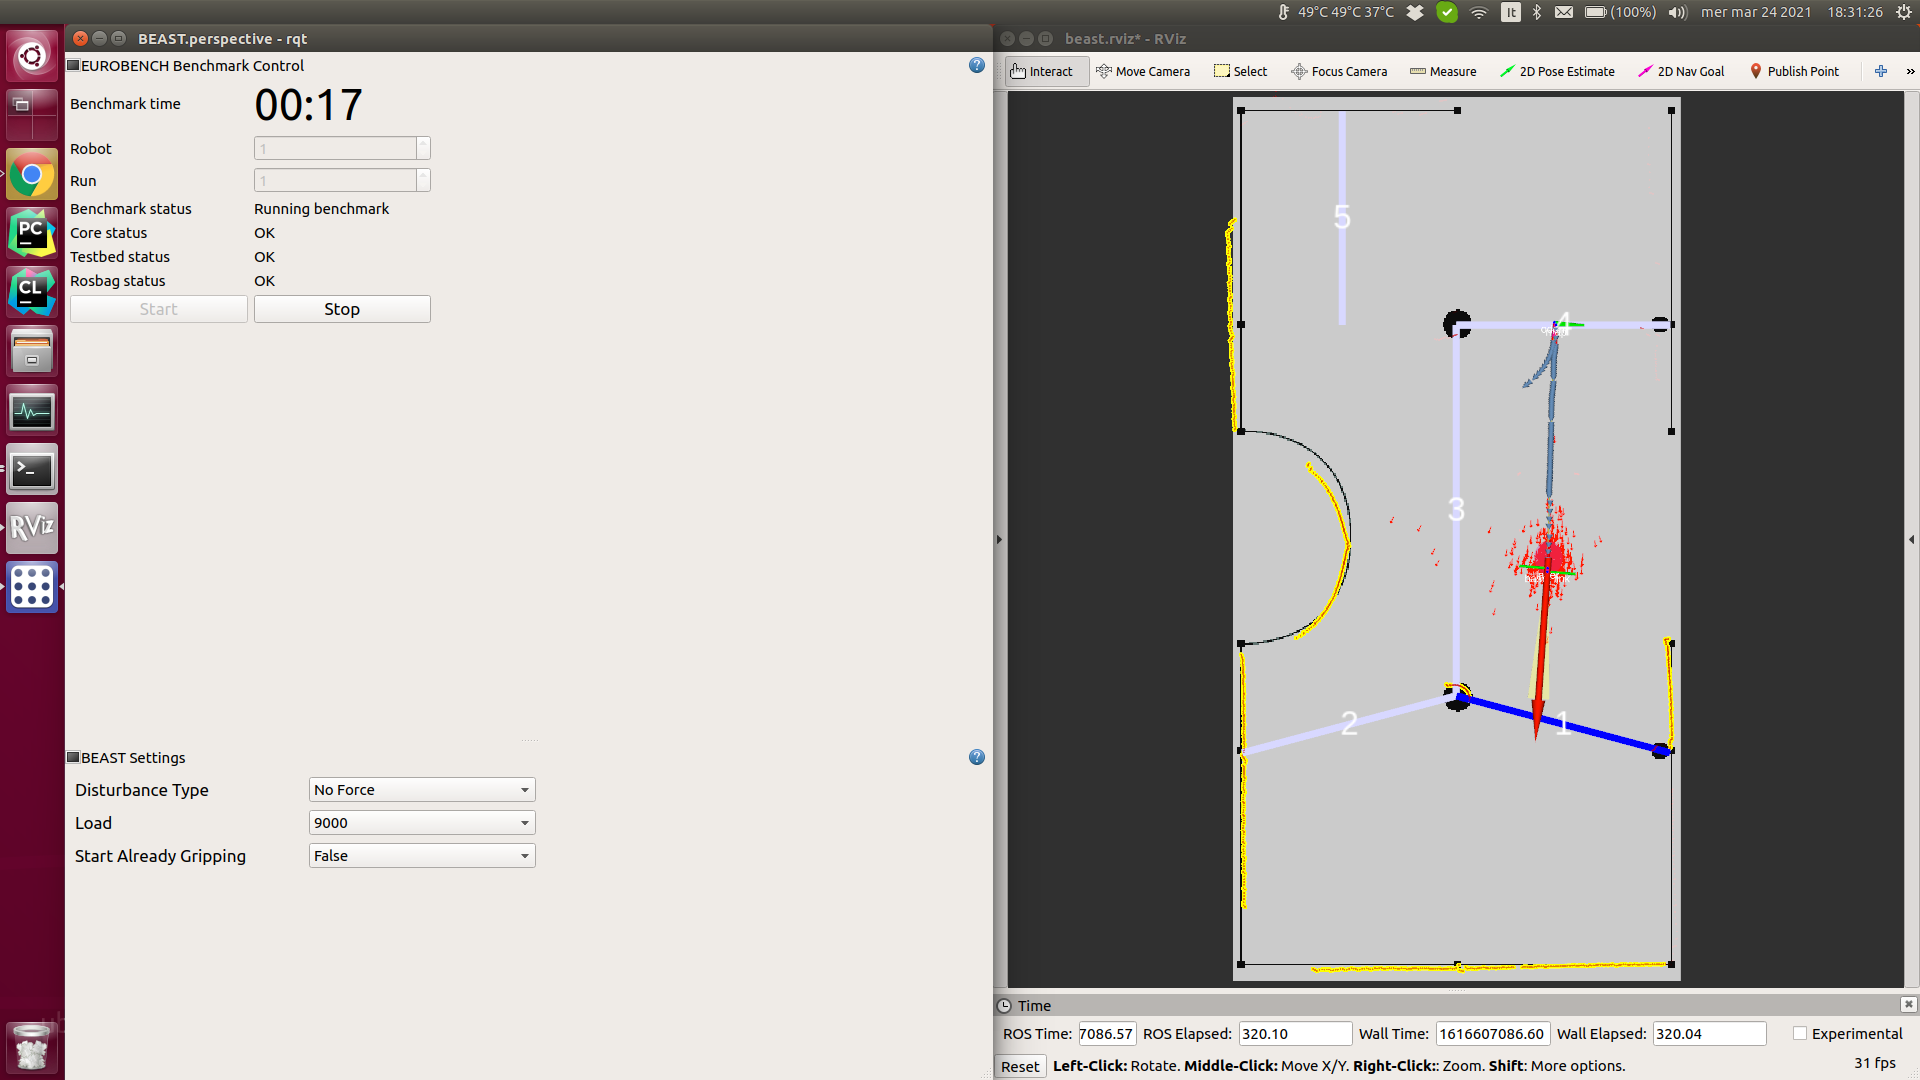 49°C 49°C 37°C It (100%) mer mar 24 2021 18:31:26
BEAST.perspective - rqt
EUROBENCH Benchmark Control
Benchmark time 00:17
Robot 1
Run 1
Benchmark status Running benchmark
Core status OK
Testbed status OK
Rosbag status OK
Start Stop
BEAST Settings
Disturbance Type No Force
Load 9000
Start Already Gripping False
PC
CL
RViz
beast.rviz* - RViz
Interact Move Camera Select Focus Camera Measure 2D Pose Estimate 2D Nav Goal Publish Point »
5
4
3
2
1
Time
ROS Time: 7086.57 ROS Elapsed: 320.10 Wall Time: 1616607086.60 Wall Elapsed: 320.04 Experimental
Reset Left-Click: Rotate. Middle-Click: Move X/Y. Right-Click:: Zoom. Shift: More options. 31 fps